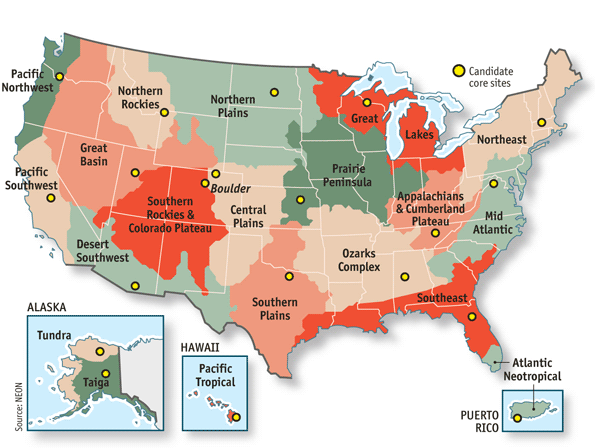 Pacific
Northwest
Northern
Rockies
Northern
Plains
Candidate
core sites
Great
Lakes
Northeast
Great
Basin
Pacific
Southwest
Boulder
Prairie
Peninsula
Southern
Rockies &
Colorado Plateau
Central
Plains
Appalachians
& Cumberland
Plateau
Mid
Atlantic
Desert
Southwest
Ozarks
Complex
Southern
Plains
Southeast
Atlantic
Neotropical
ALASKA
Tundra
Taiga
HAWAII
Pacific
Tropical
PUERTO
RICO
Source: NEON